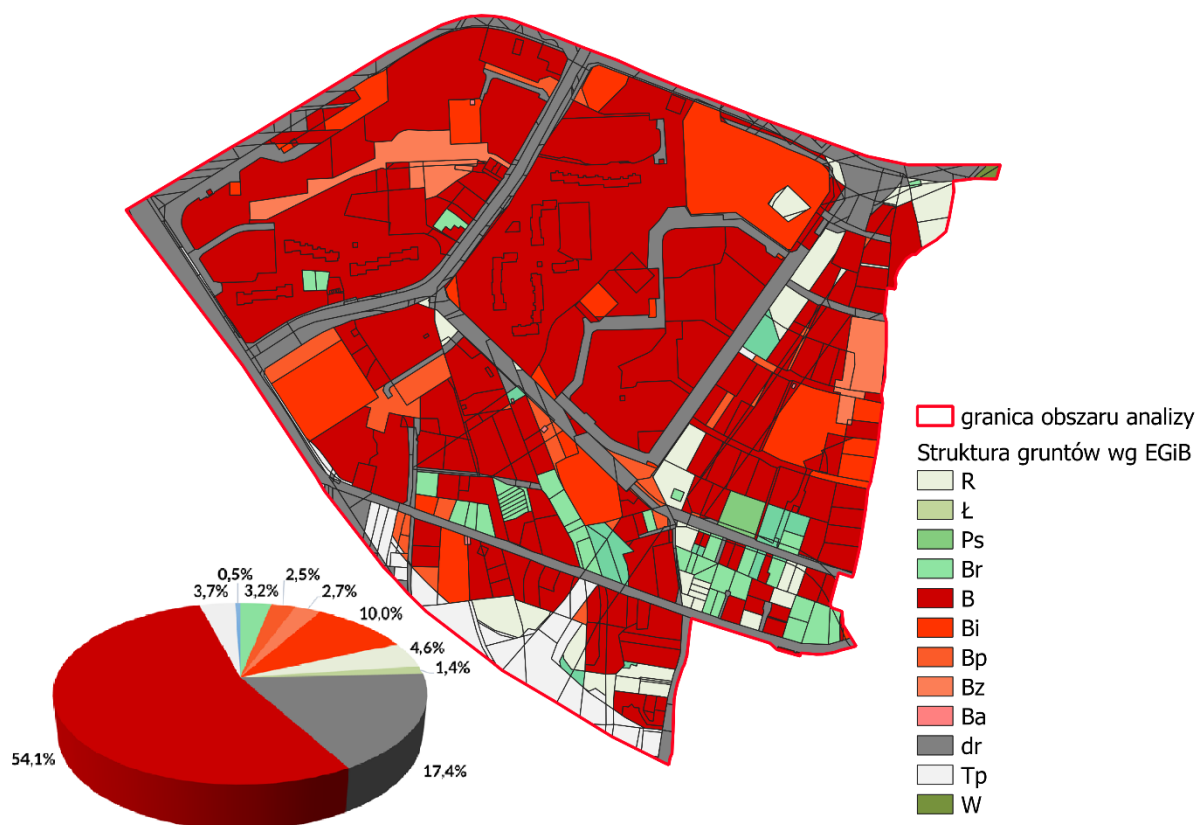 granica obszaru analizy
Struktura gruntów wg EGiB
R
Ł
Ps
Br
B
Bi
Bp
Bz
Ba
dr
Tp
W
0,5%
2,5%
3,7%
3,2%
2,7%
10,0%
4,6%
1,4%
54,1%
17,4%